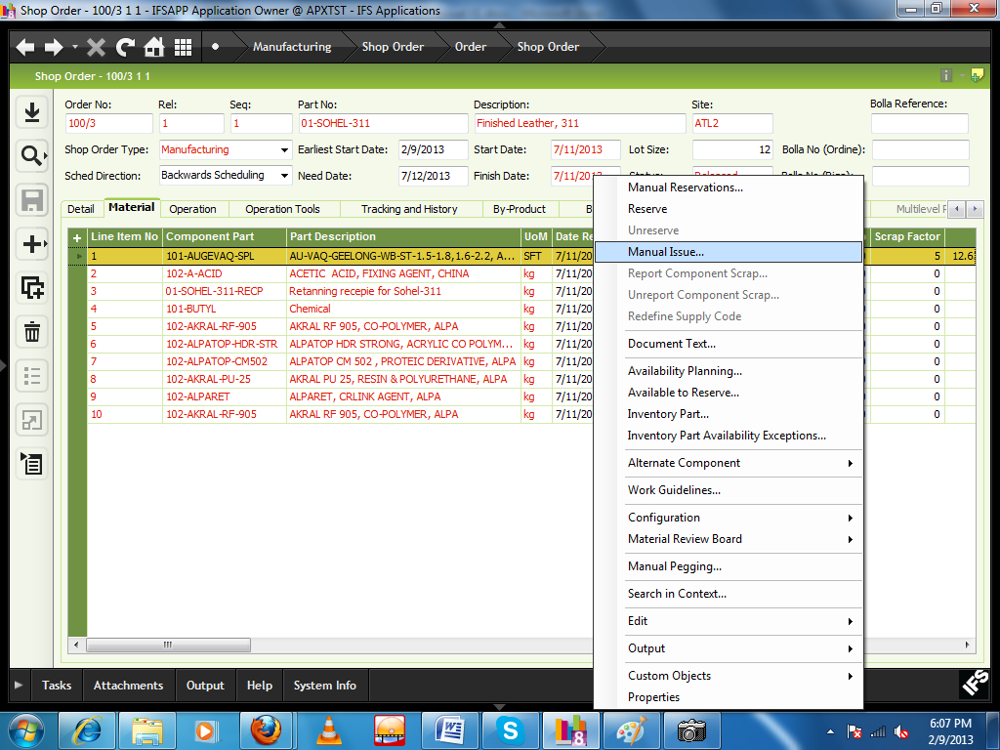 Shop Order - 100/3 1 1 - IFSAPP Application Owner @ APXTST - IFS Applications
Manufacturing Shop Order Order Shop Order
Shop Order - 100/3 1 1
Order No: Rel: Seq: Part No: Description: Site: Bolla Reference:
100/3 1 1 01-SOHEL-311 Finished Leather, 311 ATL2
Shop Order Type: Manufacturing Earliest Start Date: 2/9/2013 Start Date: 7/11/2013 Lot Size: 12 Bolla No (Ordine):
Sched Direction: Backwards Scheduling Need Date: 7/12/2013 Finish Date: 7/11/201
Detail Material Operation Operation Tools Tracking and History By-Product B Multilevel
Line Item No Component Part Part Description UoM Date Re Scrap Factor
1 101-AUGEVAQ-SPL AU-VAQ-GEELONG-WB-ST-1.5-1.8,1.6-2.2, A... SFT 7/11/20 5 12.6
2 102-A-ACID ACETIC ACID, FIXING AGENT, CHINA kg 7/11/20 0
3 01-SOHEL-311-RECP Retanning recepie for Sohel-311 kg 7/11/20 0
4 101-BUTYL Chemical kg 7/11/20 0
5 102-AKRAL-RF-905 AKRAL RF 905, CO-POLYMER, ALPA kg 7/11/20 0
6 102-ALPATOP-HDR-STR ALPATOP HDR STRONG, ACRYLIC CO POLYM... kg 7/11/20 0
7 102-ALPATOP-CM502 ALPATOP CM 502 , PROTEIC DERIVATIVE, ALPA kg 7/11/20 0
8 102-AKRAL-PU-25 AKRAL PU 25, RESIN & POLYURETHANE, ALPA kg 7/11/20 0
9 102-ALPARET ALPARET, CRLINK AGENT, ALPA kg 7/11/20 0
10 102-AKRAL-RF-905 AKRAL RF 905, CO-POLYMER, ALPA kg 7/11/20 0
Manual Reservations...
Reserve
Unreserve
Manual Issue...
Report Component Scrap...
Unreport Component Scrap...
Redefine Supply Code
Document Text...
Availability Planning...
Available to Reserve...
Inventory Part...
Inventory Part Availability Exceptions...
Alternate Component
Work Guidelines...
Configuration
Material Review Board
Manual Pegging...
Search in Context...
Edit
Output
Custom Objects
Properties
Tasks Attachments Output Help System Info
IFS
6:07 PM
2/9/2013